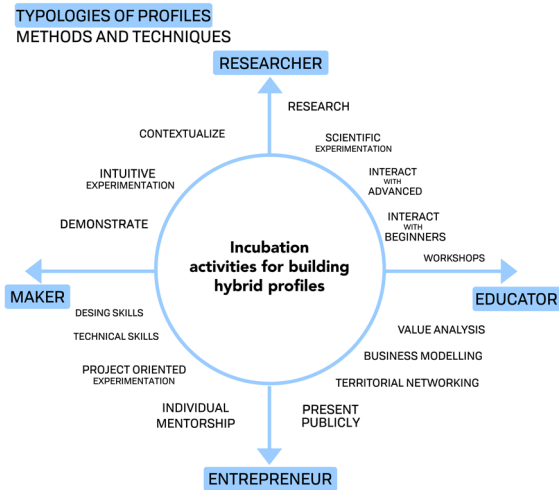 TYPOLOGIES OF PROFILES
METHODS AND TECHNIQUES
RESEARCHER
RESEARCH
CONTEXTUALIZE
SCIENTIFIC
EXPERIMENTATION
INTUITIVE
EXPERIMENTATION
INTERACT
WITH
ADVANCED
DEMONSTRATE
INTERACT
WITH
BEGINNERS
WORKSHOPS
Incubation
activities for building
hybrid profiles
MAKER
EDUCATOR
DESING SKILLS
TECHNICAL SKILLS
PROJECT ORIENTED
EXPERIMENTATION
INDIVIDUAL
MENTORSHIP
VALUE ANALYSIS
BUSINESS MODELLING
TERRITORIAL NETWORKING
PRESENT
PUBLICLY
ENTREPRENEUR